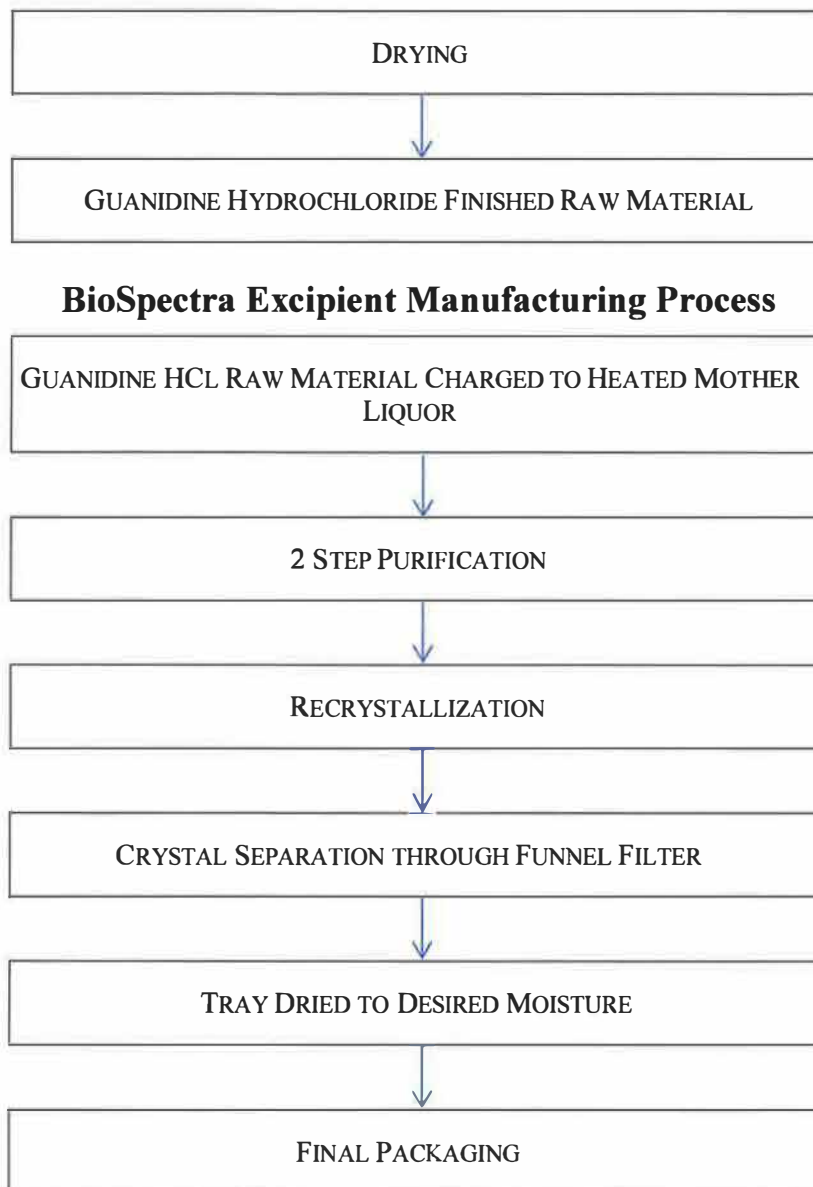 DRYING
GUANIDINE HYDROCHLORIDE FINISHED RAW MATERIAL
BioSpectra Excipient Manufacturing Process
GUANIDINE HCL RAW MATERIAL CHARGED TO HEATED MOTHER
LIQUOR
2 STEP PURIFICATION
RECRYSTALLIZATION
CRYSTAL SEPARATION THROUGH FUNNEL FILTER
TRAY DRIED TO DESIRED MOISTURE
FINAL PACKAGING